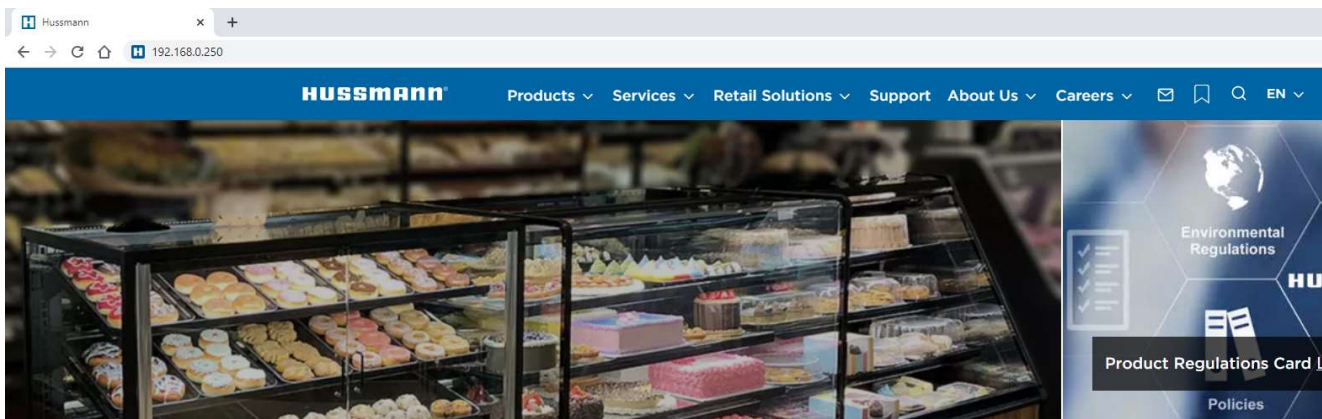 Hussmann
192.168.0.250
HUSSMANN
Products Services Retail Solutions Support About Us Careers EN
Environmental
Regulations
HU
Product Regulations Card L
Policies